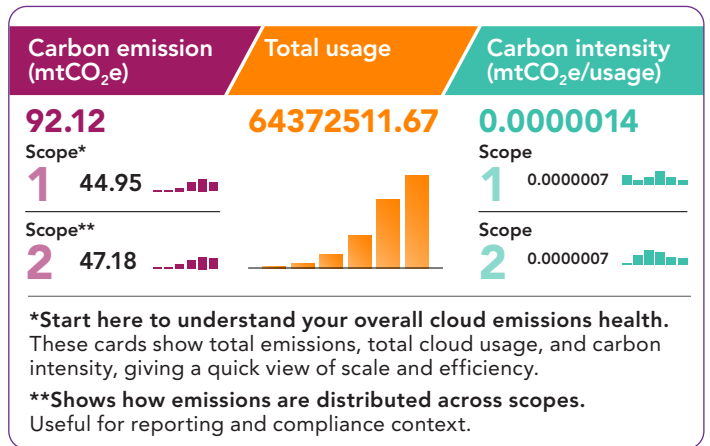 Carbon emission
(mtCO₂e)
Total usage
Carbon intensity
(mtCO₂e/usage)
92.12
64372511.67
0.0000014
Scope*
1 44.95
Scope**
2 47.18
Scope
1 0.0000007
Scope
2 0.0000007
*Start here to understand your overall cloud emissions health.
These cards show total emissions, total cloud usage, and carbon
intensity, giving a quick view of scale and efficiency.
**Shows how emissions are distributed across scopes.
Useful for reporting and compliance context.